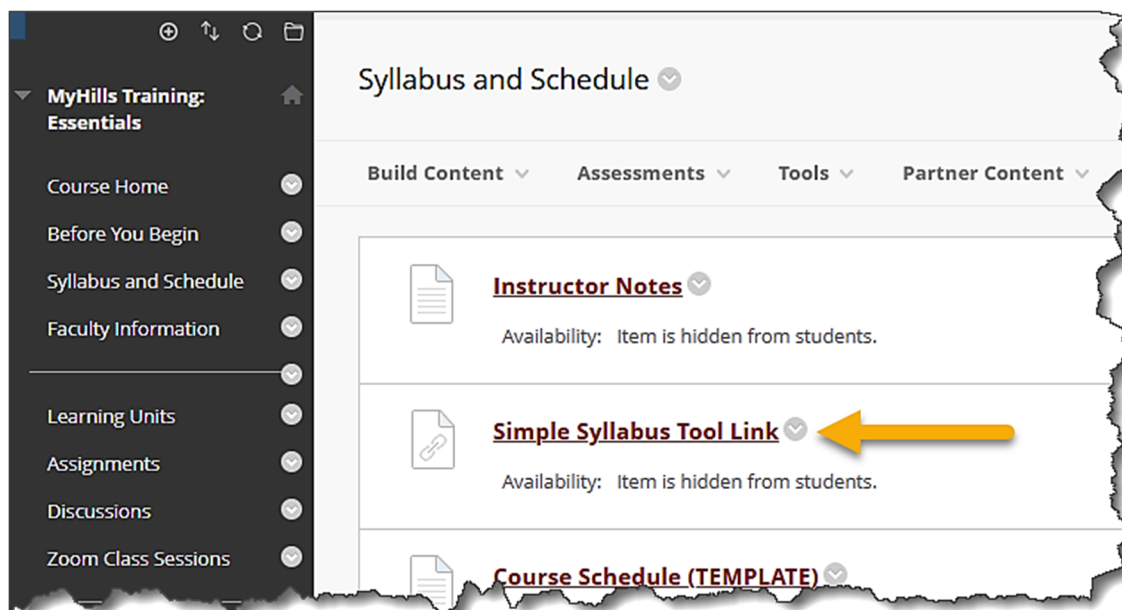 MyHills Training:
Essentials
Course Home
Before You Begin
Syllabus and Schedule
Faculty Information
Learning Units
Assignments
Discussions
Zoom Class Sessions
Syllabus and Schedule
Build Content Assessments Tools Partner Content
Instructor Notes
Availability: Item is hidden from students.
Simple Syllabus Tool Link
Availability: Item is hidden from students.
Course Schedule (TEMPLATE)